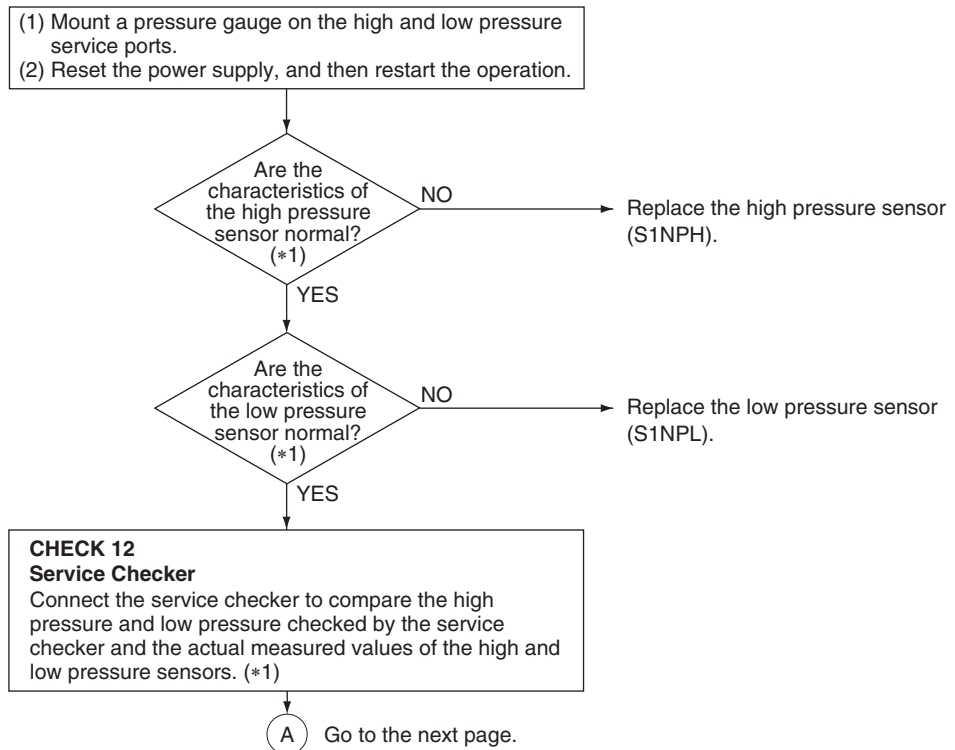 (1) Mount a pressure gauge on the high and low pressure
service ports.
(2) Reset the power supply, and then restart the operation.
Are the
characteristics of
the high pressure
sensor normal?
(*1)
NO
Replace the high pressure sensor
(S1NPH).
YES
Are the
characteristics of
the low pressure
sensor normal?
(*1)
NO
Replace the low pressure sensor
(S1NPL).
YES
CHECK 12
Service Checker
Connect the service checker to compare the high
pressure and low pressure checked by the service
checker and the actual measured values of the high and
low pressure sensors. (*1)
A Go to the next page.